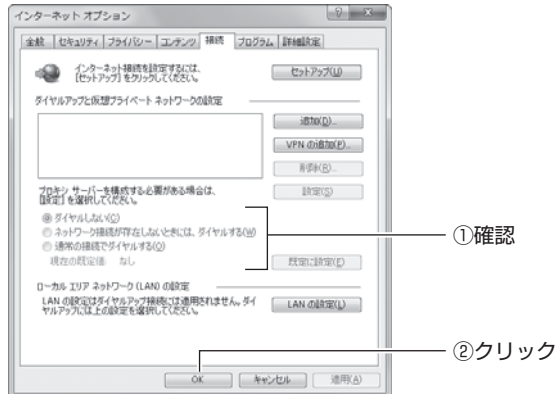 インターネット オプション
全般 セキュリティ プライバシー コンテンツ 接続 プログラム 詳細設定
インターネット接続を設定するには、
[セットアップ] をクリックしてください。
セットアップ(U)
ダイヤルアップと仮想プライベート ネットワークの設定
追加(D)...
VPN の追加(P)...
削除(R)...
プロキシ サーバーを構成する必要がある場合は、
[設定] を選択してください。
設定(S)
ダイヤルしない(C)
ネットワーク接続が存在しないときには、ダイヤルする(W)
通常の接続でダイヤルする(O)
①確認
現在の既定値: なし
既定に設定(E)
ローカル エリア ネットワーク (LAN) の設定
LAN の設定はダイヤルアップ接続には適用されません。ダイ
ヤルアップには上の設定を選択してください。
LAN の設定(L)
②クリック
OK キャンセル 適用(A)